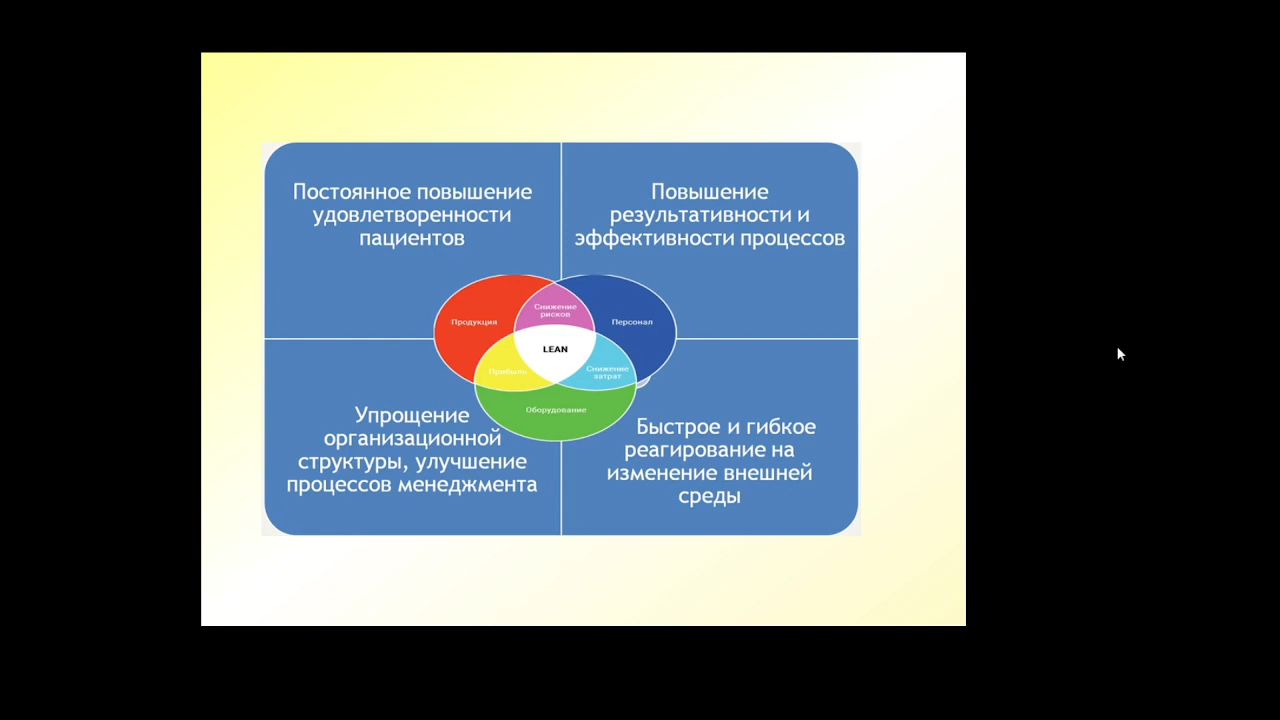 Постоянное повышение
удовлетворенности
пациентов
Повышение
результативности и
эффективности процессов
Продукция
Снижение
рисков
Персонал
LEAN
Прибыль
Снижение
затрат
Оборудование
Упрощение
организационной
структуры, улучшение
процессов менеджмента
Быстрое и гибкое
реагирование на
изменение внешней
среды